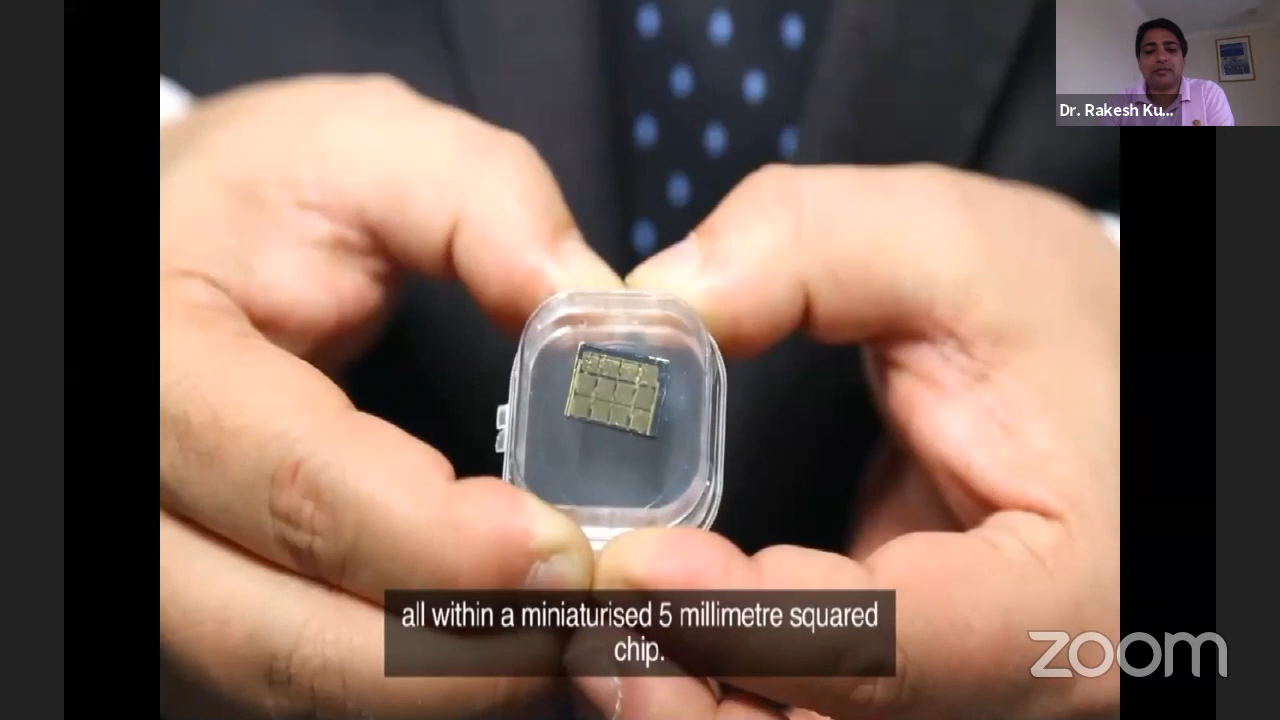 Dr. Rakesh Ku...
all within a miniaturised 5 millimetre squared
chip.
zoom